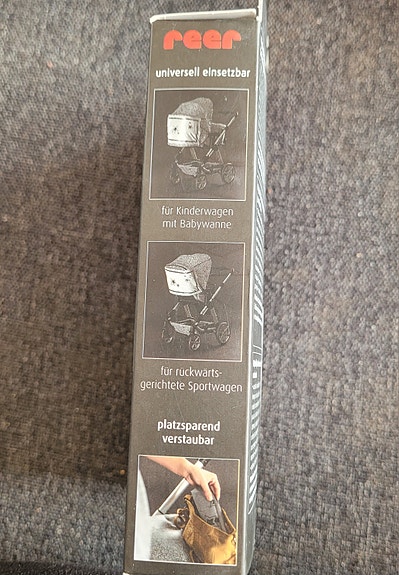 reer
universell einsetzbar
für Kinderwagen
mit Babywanne
für rückwärts-
gerichtete Sportwagen
platzsparend
verstaubar